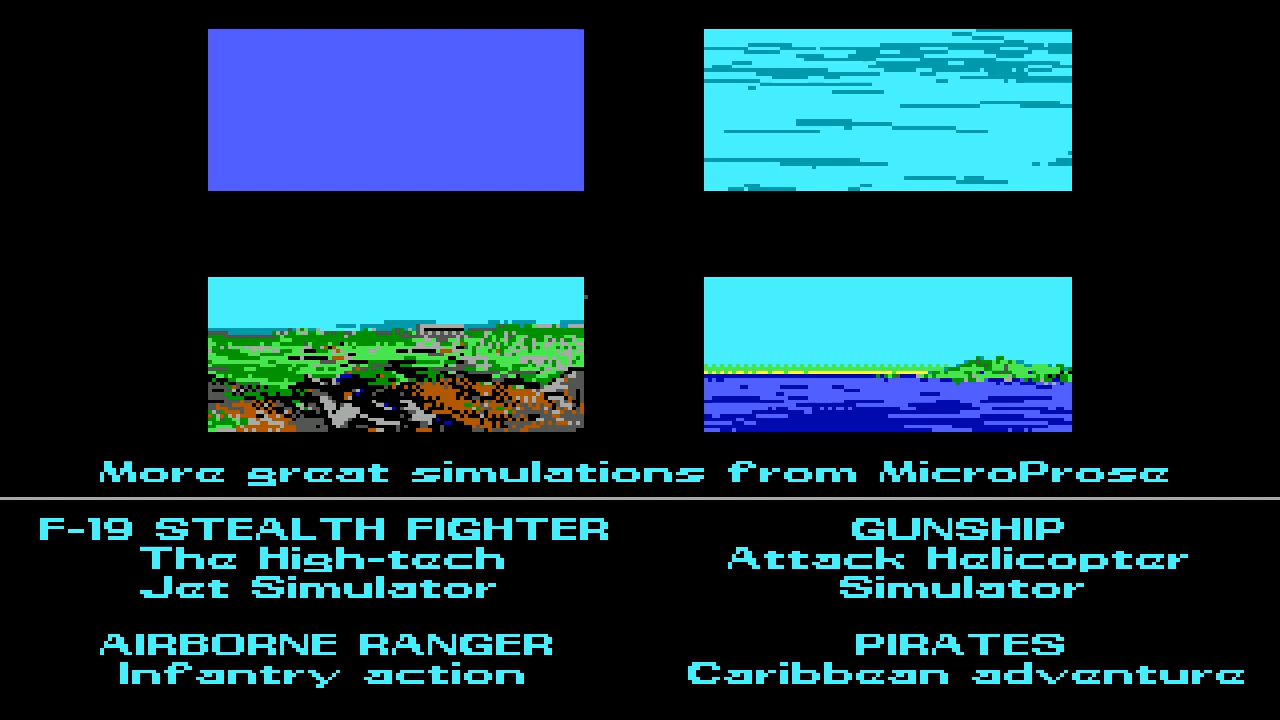 More great simulations from MicroProse
F-19 STEALTH FIGHTER
The High-tech
Jet Simulator
GUNSHIP
Attack Helicopter
Simulator
AIRBORNE RANGER
Infantry action
PIRATES
Caribbean adventure